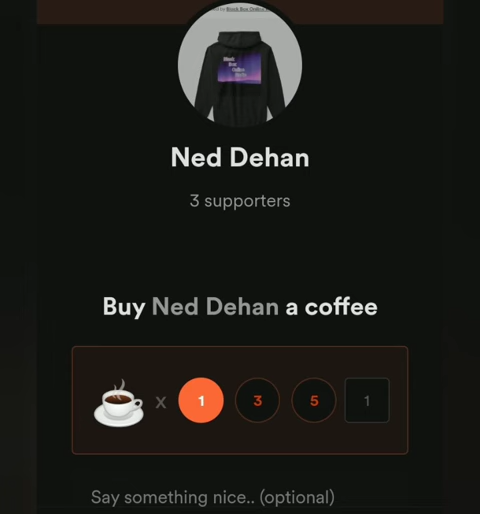 Ned Dehan
3 supporters
Buy Ned Dehan a coffee
x 1 3 5 1
Say something nice.. (optional)